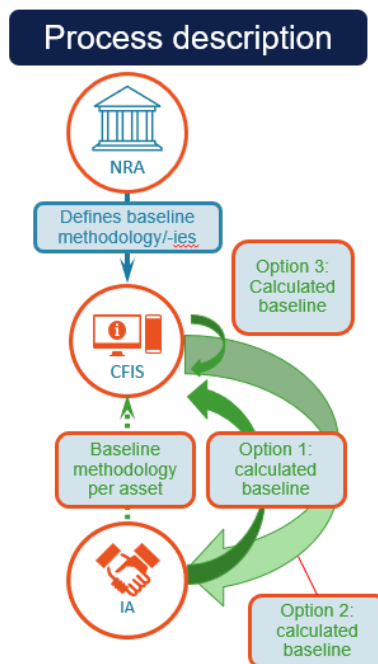 Process description
NRA
Defines baseline
methodology/-ies
Option 3:
Calculated
baseline
CFIS
Baseline
methodology
per asset
Option 1:
calculated
baseline
IA
Option 2:
calculated
baseline